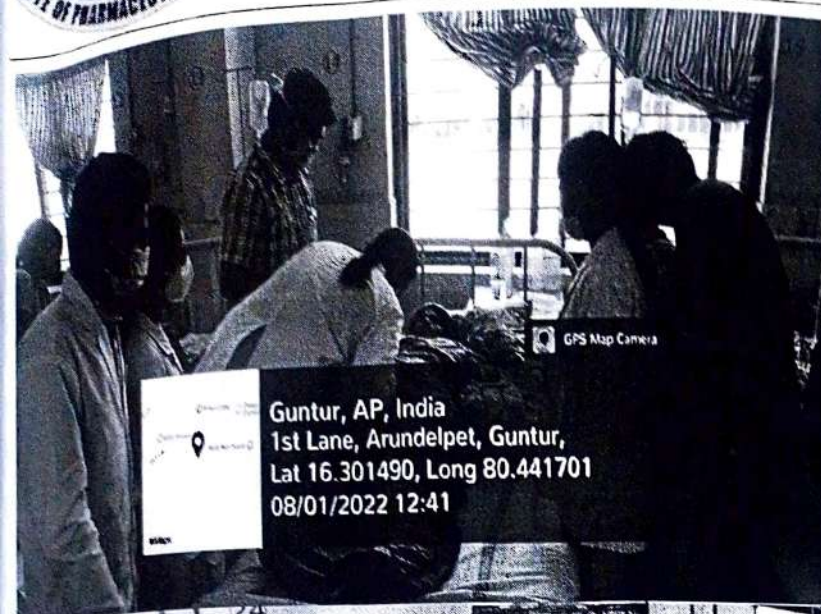 OF PHARMACEU
GPS Map Camera
Guntur, AP, India
1st Lane, Arundelpet, Guntur,
Lat 16.301490, Long 80.441701
08/01/2022 12:41